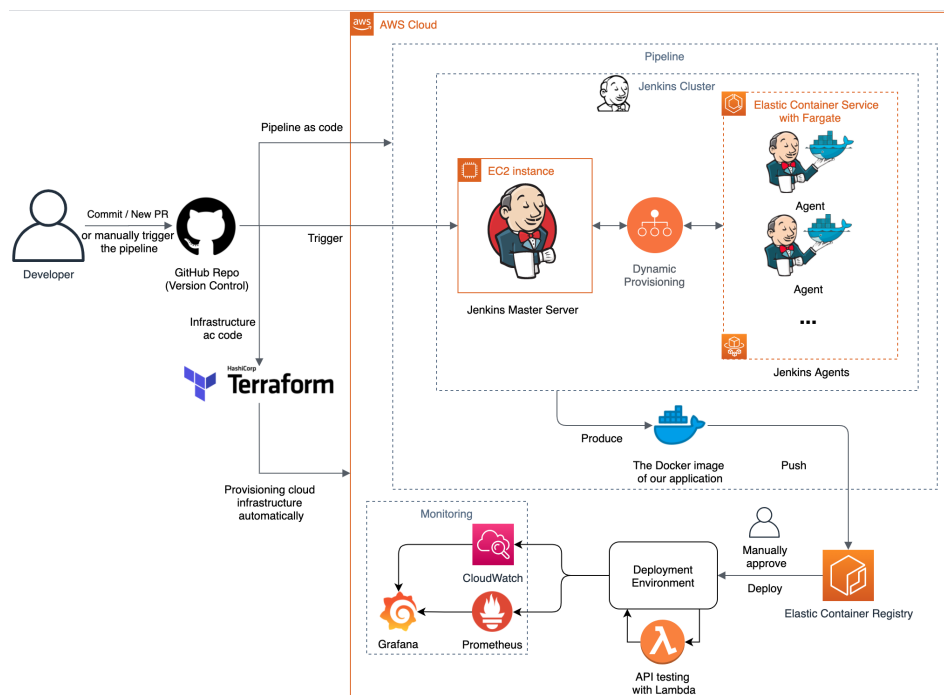 aws
AWS Cloud
Pipeline
Jenkins Cluster
Elastic Container Service
with Fargate
Pipeline as code
EC2 instance
Agent
Commit / New PR
or manually trigger
the pipeline
Trigger
Developer
GitHub Repo
(Version Control)
Dynamic
Provisioning
Agent
Jenkins Master Server
...
Infrastructure
ac code
HashiCorp
Terraform
Jenkins Agents
Produce
The Docker image
of our application
Push
Provisioning cloud
infrastructure
automatically
Monitoring
CloudWatch
Manually
approve
Deployment
Environment
Deploy
Elastic Container Registry
Grafana
Prometheus
API testing
with Lambda